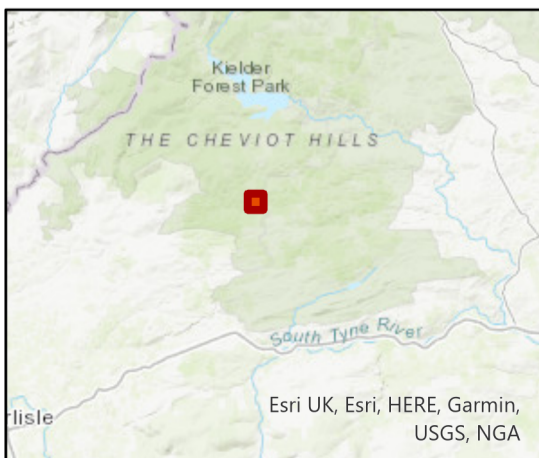 Kielder
Forest Park
THE CHEVIOT HILLS
South Tyne River
rlisle
Esri UK, Esri, HERE, Garmin,
USGS, NGA